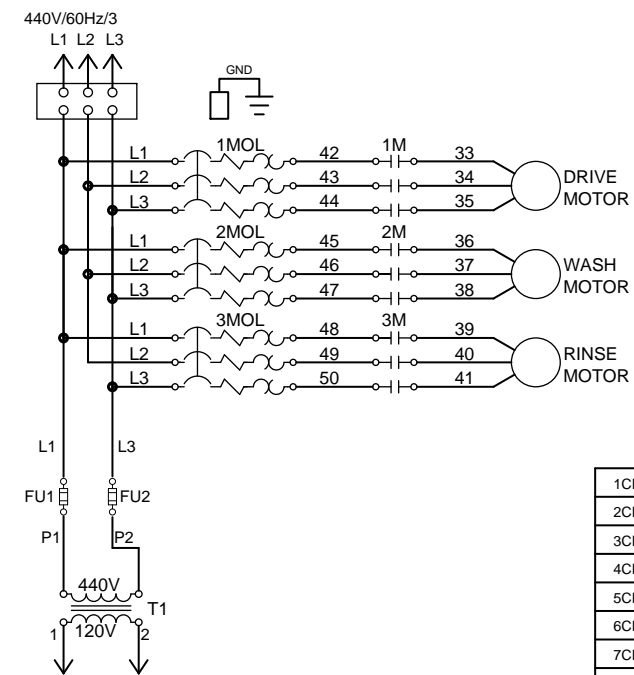 440V/60Hz/3
L1 L2 L3
GND
1MOL 1M
L1 42 33
L2 43 34
L3 44 35
DRIVE
MOTOR
2MOL 2M
L1 45 36
L2 46 37
L3 47 38
WASH
MOTOR
3MOL 3M
L1 48 39
L2 49 40
L3 50 41
RINSE
MOTOR
L1 L3
FU1 FU2
P1 P2
440V
T1
1 120V 2